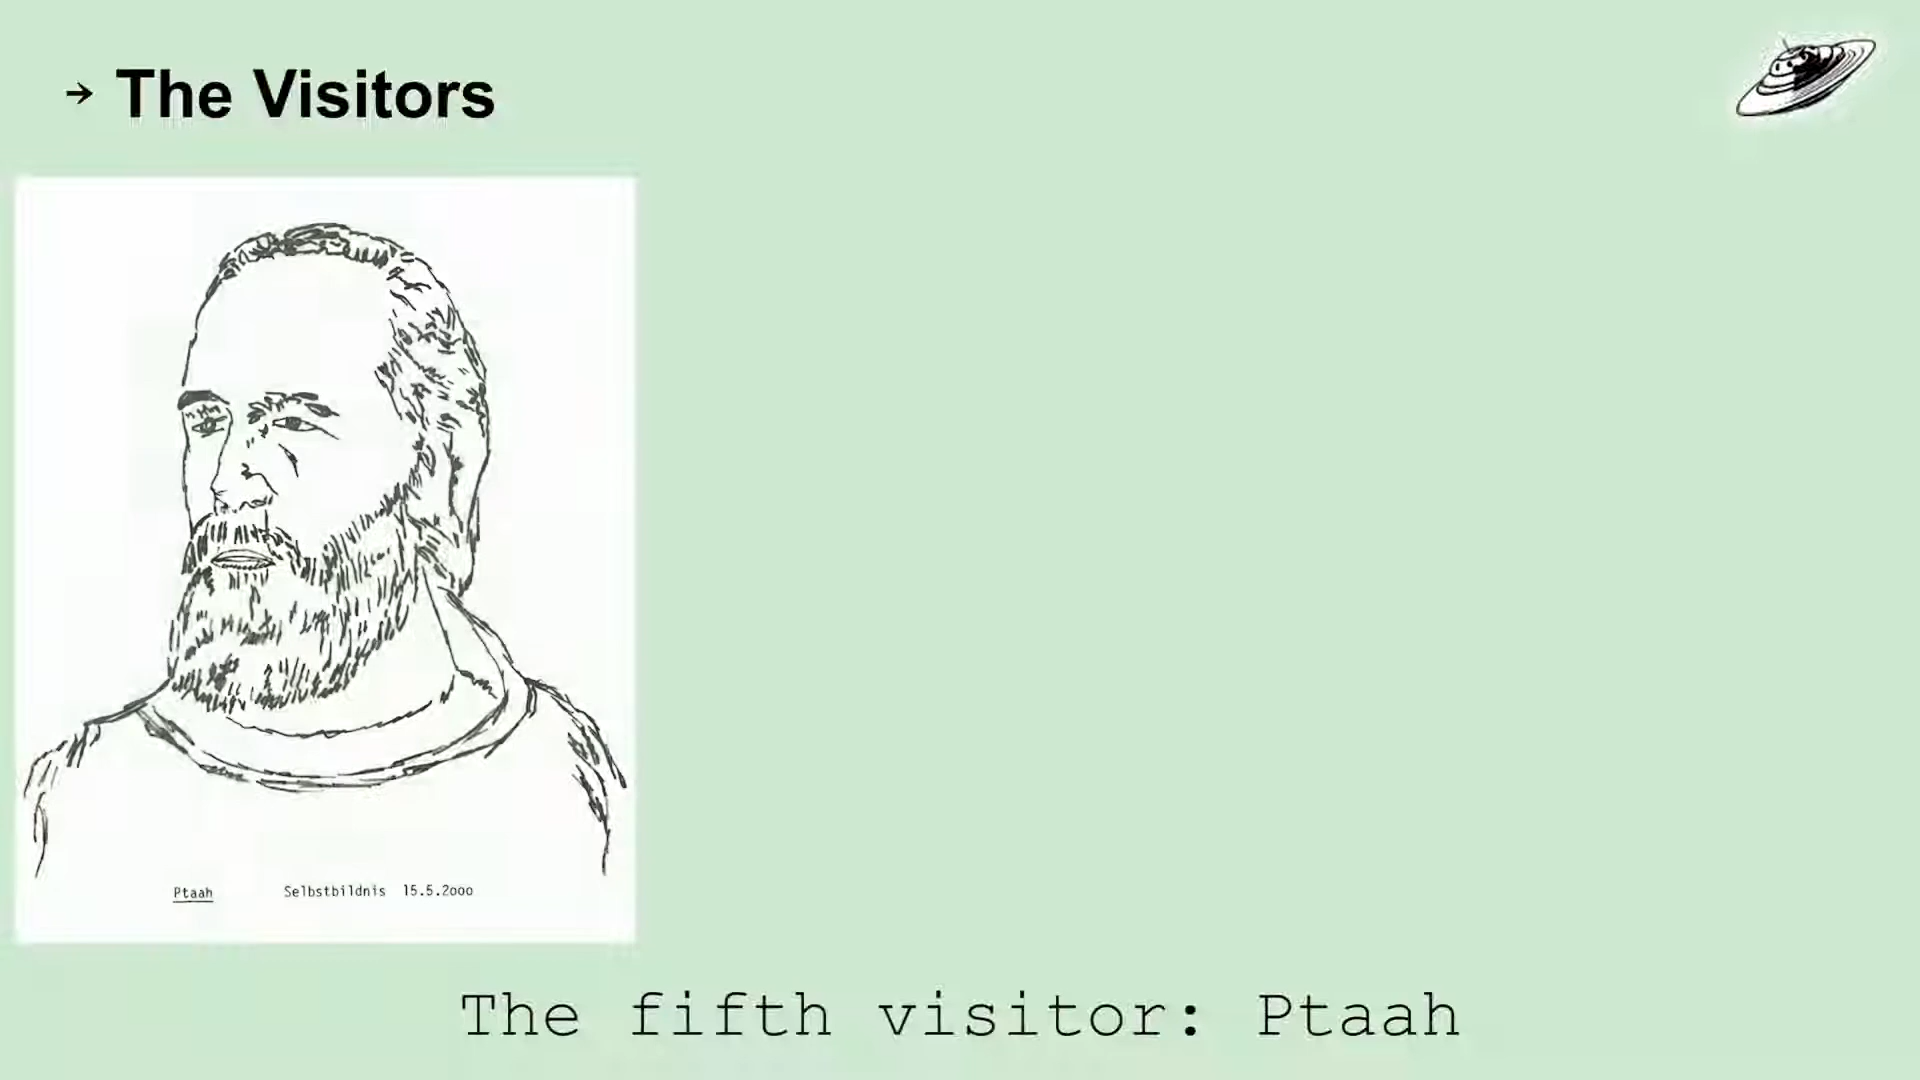 → The Visitors
Ptaah Selbstbildnis 15.5.2ooo
The fifth visitor: Ptaah